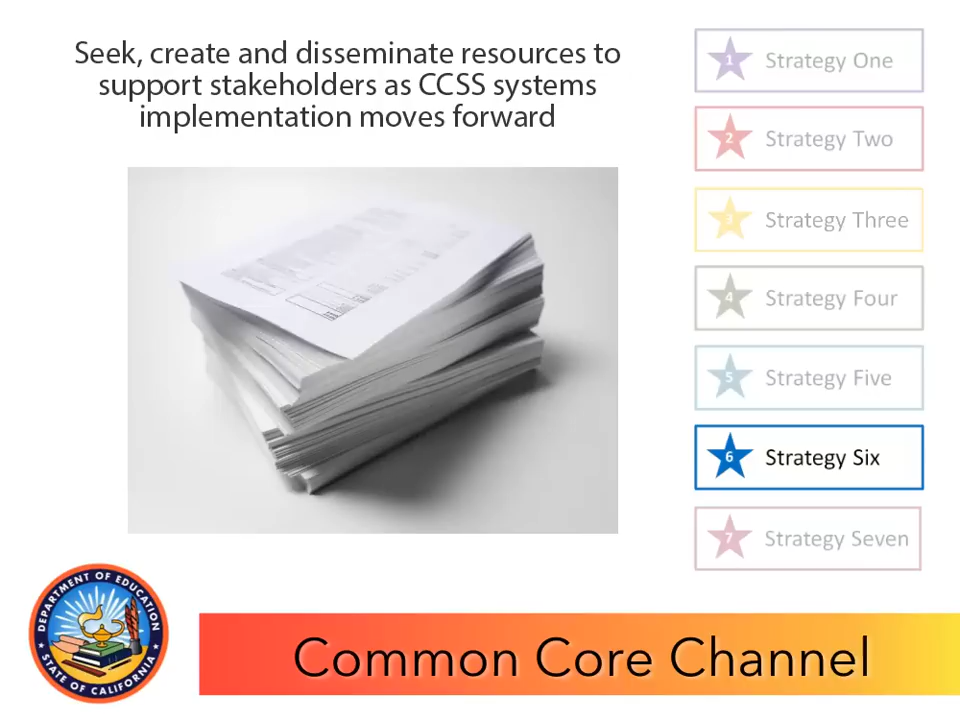 Seek, create and disseminate resources to
support stakeholders as CCSS systems
implementation moves forward
1 Strategy One
2 Strategy Two
3 Strategy Three
4 Strategy Four
5 Strategy Five
6 Strategy Six
7 Strategy Seven
DEPARTMENT OF EDUCATION
STATE OF CALIFORNIA
Common Core Channel